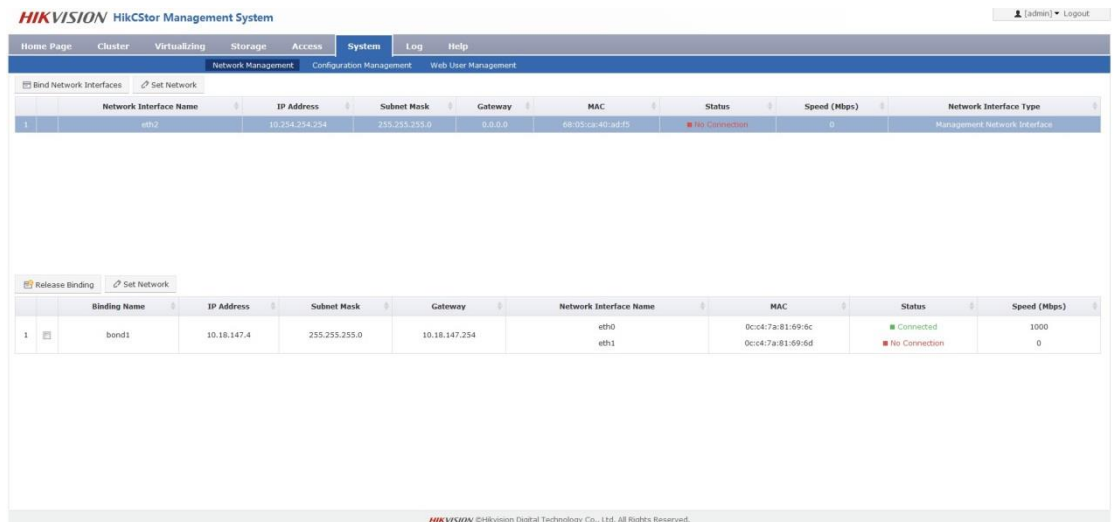 HIKVISION HikCStor Management System
[admin] Logout
Home Page Cluster Virtualizing Storage Access System Log Help
Network Management Configuration Management Web User Management
Bind Network Interfaces Set Network
Network Interface Name IP Address Subnet Mask Gateway MAC Status Speed (Mbps) Network Interface Type
1 eth2 10.254.254.254 255.255.255.0 0.0.0.0 68:05:ca:40:ad:f5 No Connection 0 Management Network Interface
Release Binding Set Network
Binding Name IP Address Subnet Mask Gateway Network Interface Name MAC Status Speed (Mbps)
1 bond1 10.18.147.4 255.255.255.0 10.18.147.254 eth0 0c:c4:7a:81:69:6c Connected 1000
eth1 0c:c4:7a:81:69:6d No Connection 0
HIKVISION ©Hikvision Digital Technology Co., Ltd. All Rights Reserved.